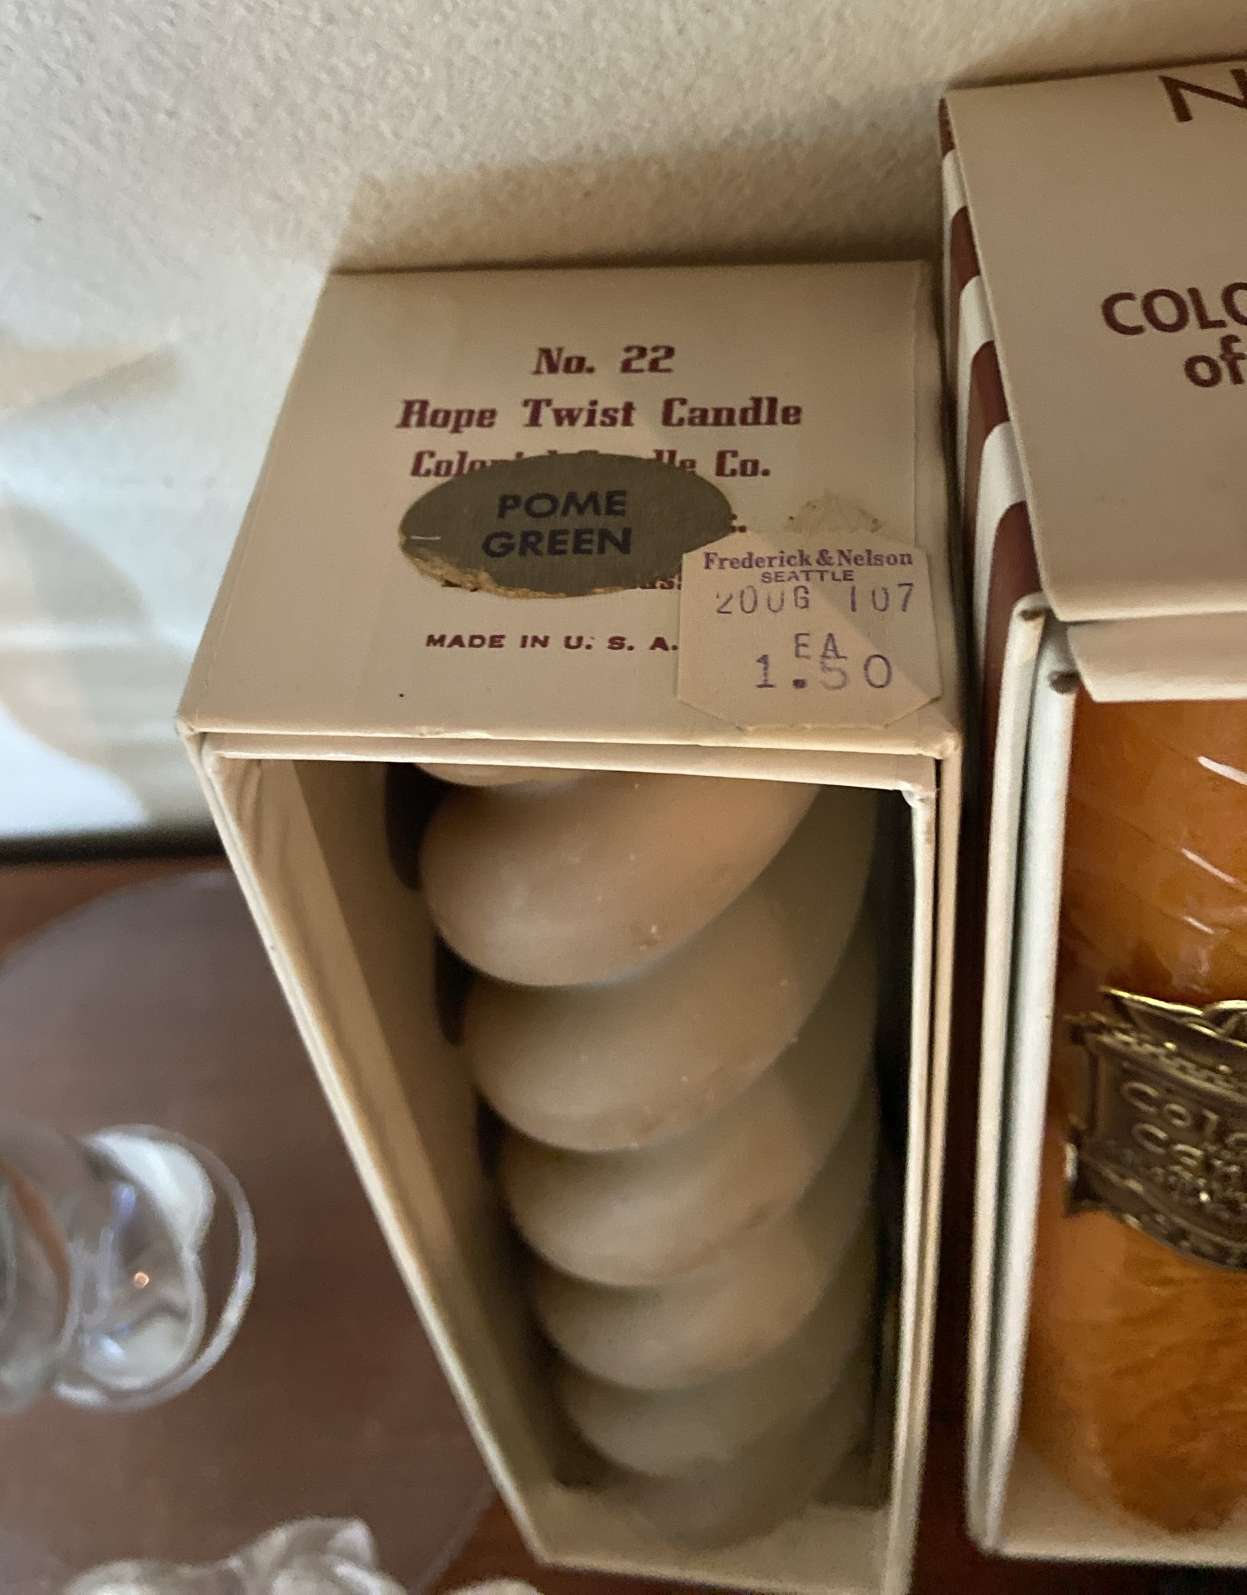 No. 22
Rope Twist Candle
Co.
POME
GREEN
MADE IN U. S. A.
Frederick & Nelson
SEATTLE
200G 107
EA
1.50
N
COLO
of